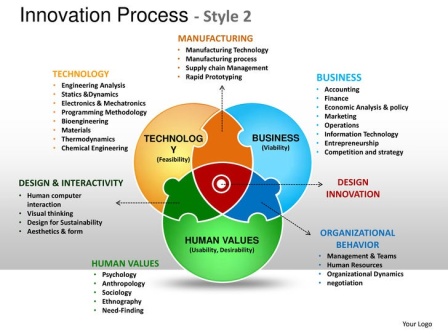 Innovation Process - Style 2
MANUFACTURING
• Manufacturing Technology
• Manufacturing process
• Supply chain Management
• Rapid Prototyping
TECHNOLOGY
• Engineering Analysis
• Statics &Dynamics
• Electronics & Mechatronics
• Programming Methodology
• Bioengineering
• Materials
• Thermodynamics
• Chemical Engineering
BUSINESS
• Accounting
• Finance
• Economic Analysis & policy
• Marketing
• Operations
• Information Technology
• Entrepreneurship
• Competition and strategy
TECHNOLOG
Y
(Feasibility)
BUSINESS
(Viability)
DESIGN & INTERACTIVITY
• Human computer
interaction
• Visual thinking
• Design for Sustainability
• Aesthetics & form
DESIGN
INNOVATION
HUMAN VALUES
(Usability, Desirability)
ORGANIZATIONAL
BEHAVIOR
• Management & Teams
• Human Resources
• Organizational Dynamics
• negotiation
HUMAN VALUES
• Psychology
• Anthropology
• Sociology
• Ethnography
• Need-Finding
Your Logo